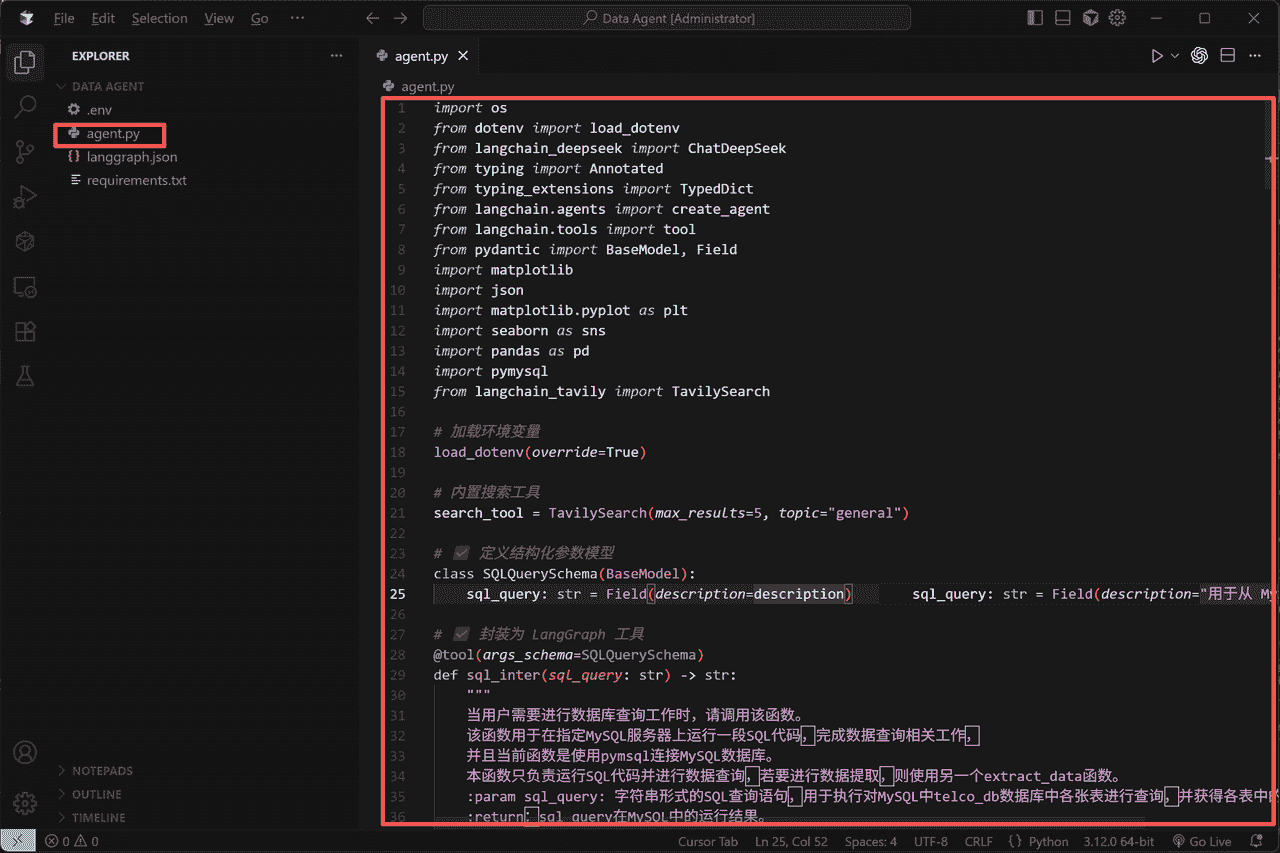 File Edit Selection View Go ··· Data Agent [Administrator]
EXPLORER ···
DATA AGENT
.env
agent.py
langgraph.json
requirements.txt
NOTEPADS
OUTLINE
TIMELINE
agent.py
agent.py
1 import os
2 from dotenv import load_dotenv
3 from langchain_deepseek import ChatDeepSeek
4 from typing import Annotated
5 from typing_extensions import TypedDict
6 from langchain.agents import create_agent
7 from langchain.tools import tool
8 from pydantic import BaseModel, Field
9 import matplotlib
10 import json
11 import matplotlib.pyplot as plt
12 import seaborn as sns
13 import pandas as pd
14 import pymysql
15 from langchain_tavily import TavilySearch
16
17 # 加载环境变量
18 load_dotenv(override=True)
19
20 # 内置搜索工具
21 search_tool = TavilySearch(max_results=5, topic="general")
22
23 # ✅ 定义结构化参数模型
24 class SQLQuerySchema(BaseModel):
25 sql_query: str = Field(description=description) sql_query: str = Field(description="用于从 My
26
27 # ✅ 封装为 LangGraph 工具
28 @tool(args_schema=SQLQuerySchema)
29 def sql_inter(sql_query: str) -> str:
30 """
31 当用户需要进行数据库查询工作时，请调用该函数。
32 该函数用于在指定MySQL服务器上运行一段SQL代码，完成数据查询相关工作，
33 并且当前函数是使用pymsql连接MySQL数据库。
34 本函数只负责运行SQL代码并进行数据查询，若要进行数据提取，则使用另一个extract_data函数。
35 :param sql_query: 字符串形式的SQL查询语句，用于执行对MySQL中telco_db数据库中各张表进行查询，并获得各表中的
36 :return：sql_query在MySQL中的运行结果。
0 0 Cursor Tab Ln 25, Col 52 Spaces: 4 UTF-8 CRLF {} Python 3.12.0 64-bit Go Live